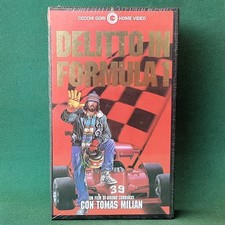 CECCHI GORI HOME VIDEO
DELITTO IN
FORMULA 1
39
UN FILM DI BRUNO CORBUCCI
CON TOMAS MILIAN